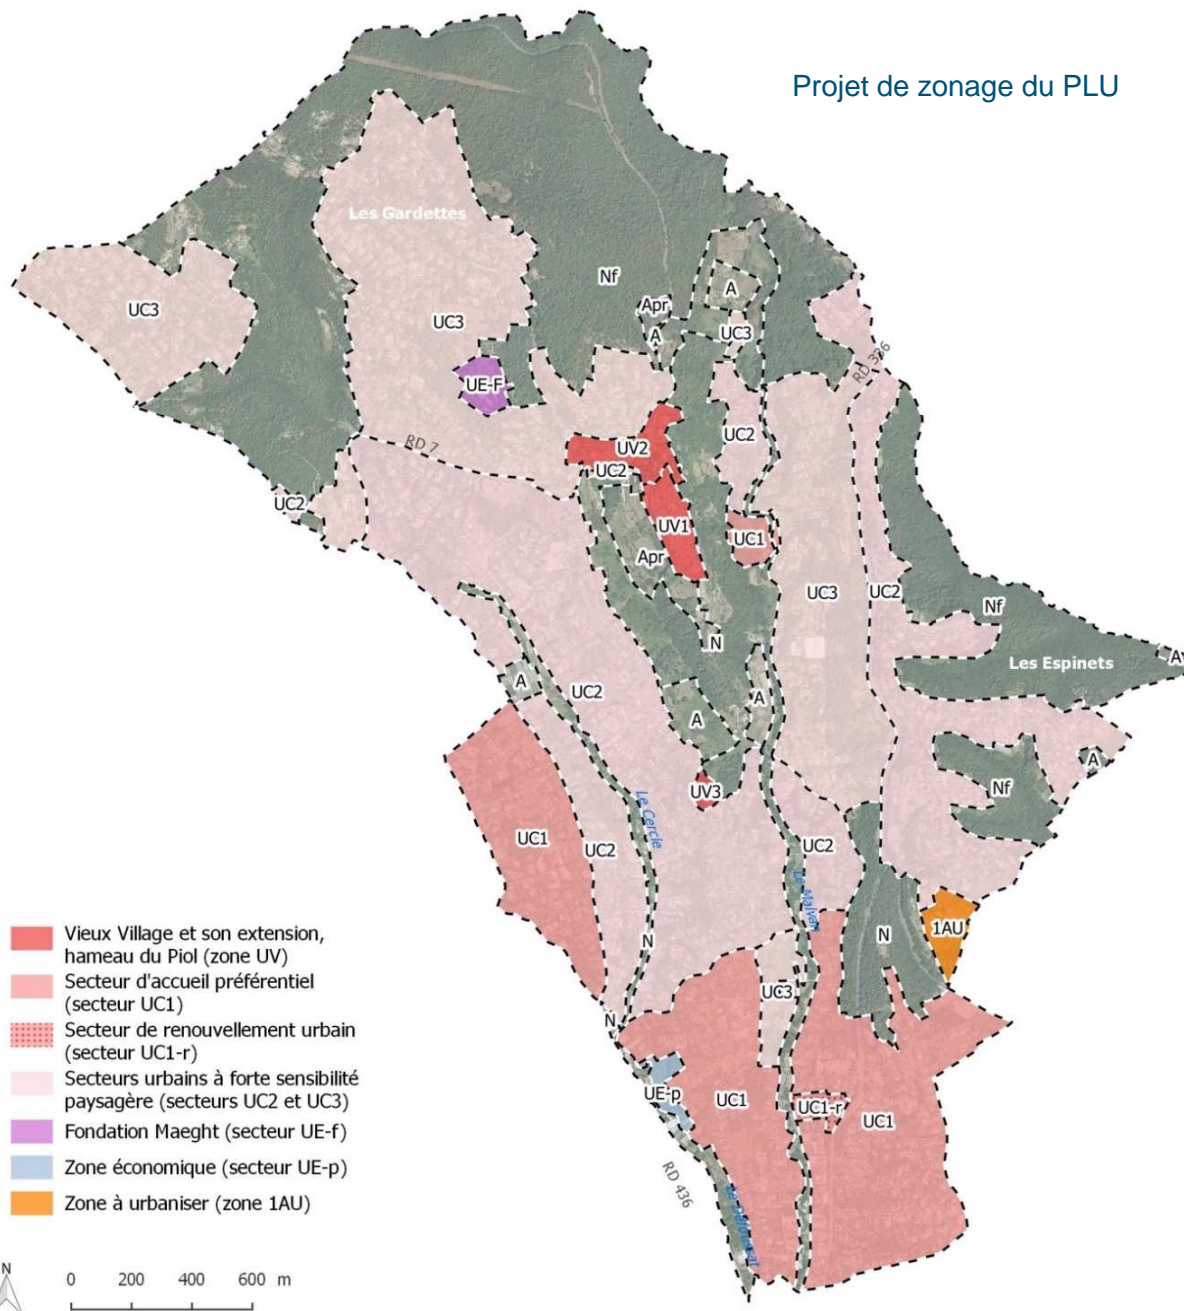 Projet de zonage du PLU
Les Gardettes
Nf
A
Apr
UC3
UC3
UC3
A
RD 336
UE-F
UC2
UV2
RD 7
UC2
UC2
UV1
UC1
Apr
UC3
UC2
Nf
N
Les Espinets
A
A
UC2
A
A
A
Nf
UV3
Le Cercle
UC1
UC2
UC2
Le Malvan
1AU
N
N
UC3
N
UE-p
UC1
UC1-r
UC1
RD 436
Vieux Village et son extension,
hameau du Piol (zone UV)
Secteur d'accueil préférentiel
(secteur UC1)
Secteur de renouvellement urbain
(secteur UC1-r)
Secteurs urbains à forte sensibilité
paysagère (secteurs UC2 et UC3)
Fondation Maeght (secteur UE-f)
Zone économique (secteur UE-p)
Zone à urbaniser (zone 1AU)
N
0 200 400 600 m